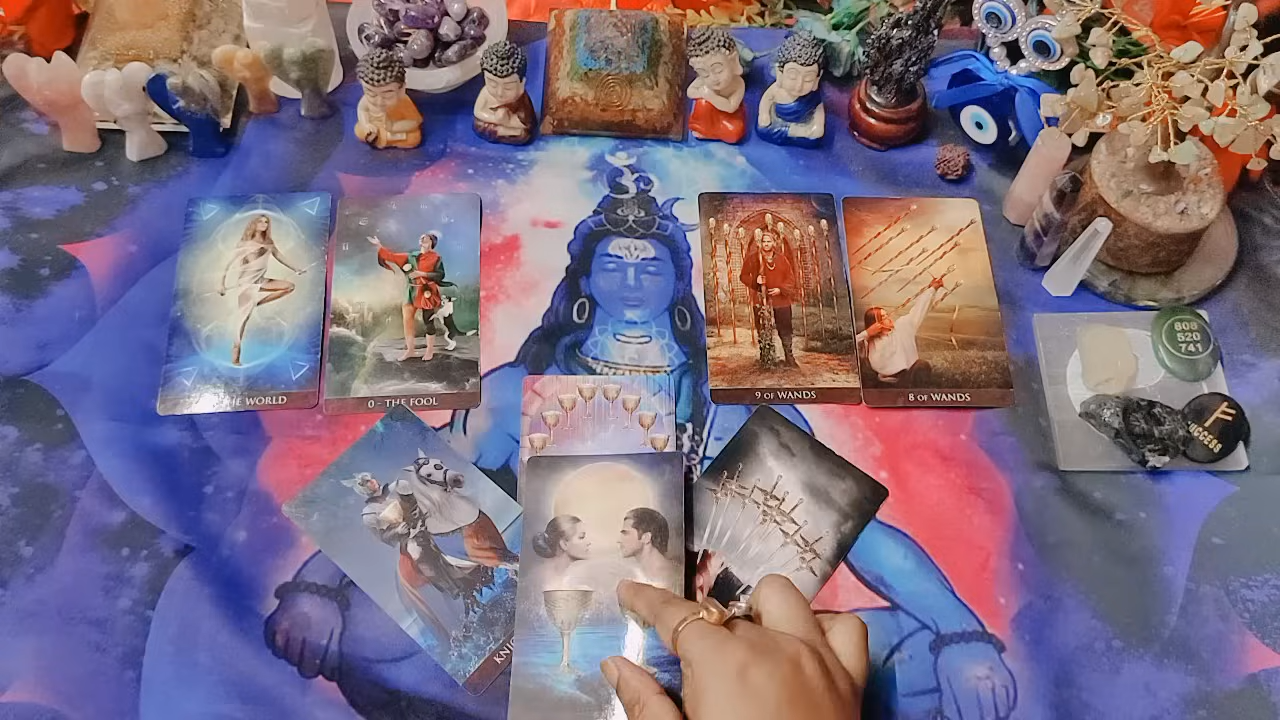 THE WORLD
0 - THE FOOL
9 OF WANDS
8 OF WANDS
808
520
741
SUCCESS